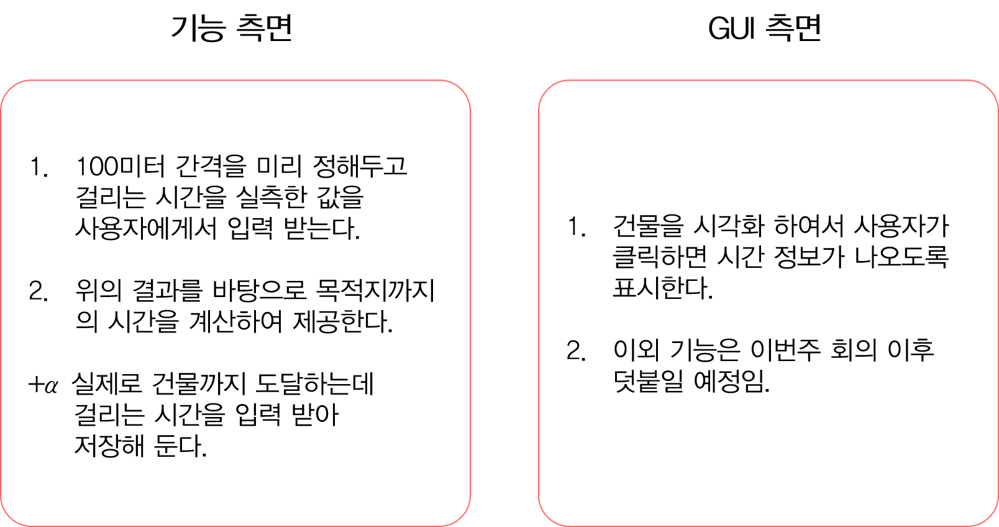 기능 측면
1. 100미터 간격을 미리 정해두고
걸리는 시간을 실측한 값을
사용자에게서 입력 받는다.
2. 위의 결과를 바탕으로 목적지까지
의 시간을 계산하여 제공한다.
+α 실제로 건물까지 도달하는데
걸리는 시간을 입력 받아
저장해 둔다.
GUI 측면
1. 건물을 시각화 하여서 사용자가
클릭하면 시간 정보가 나오도록
표시한다.
2. 이외 기능은 이번주 회의 이후
덧붙일 예정임.